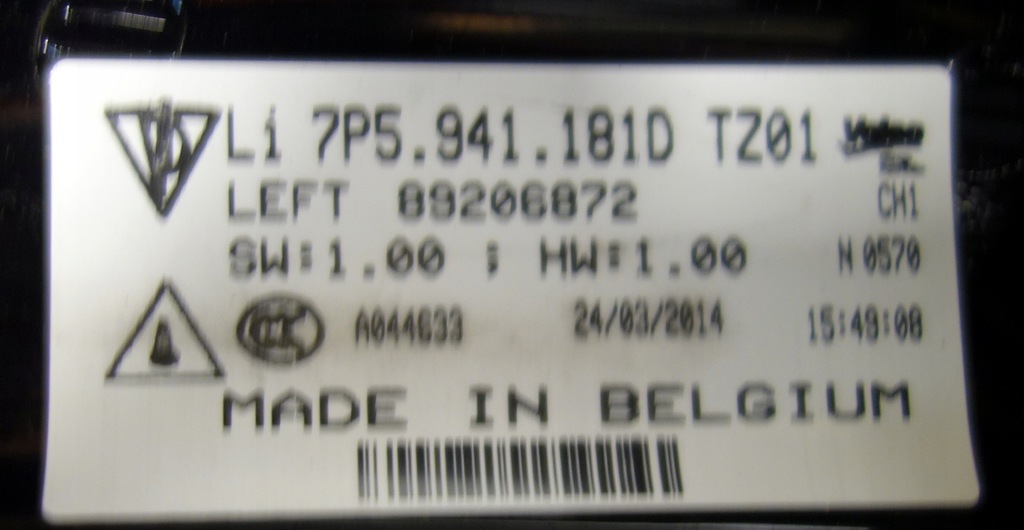 Li 7P5.941.181D TZ01 Valeo
LEFT 89206872 CH1
SW:1.00 ; HW:1.00 N 0570
A044633 24/03/2014 15:49:08
MADE IN BELGIUM